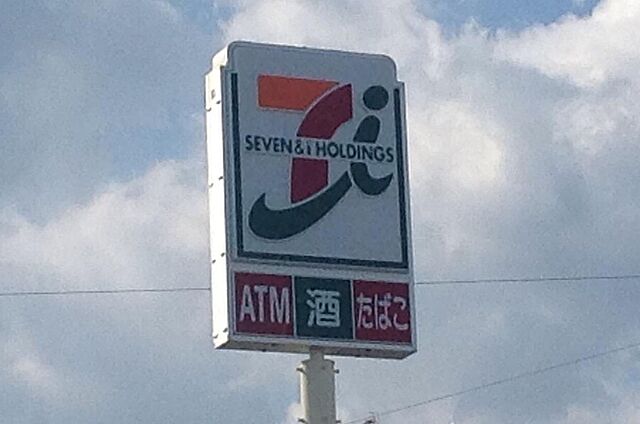 SEVEN&i HOLDINGS
ATM 酒 たばこ